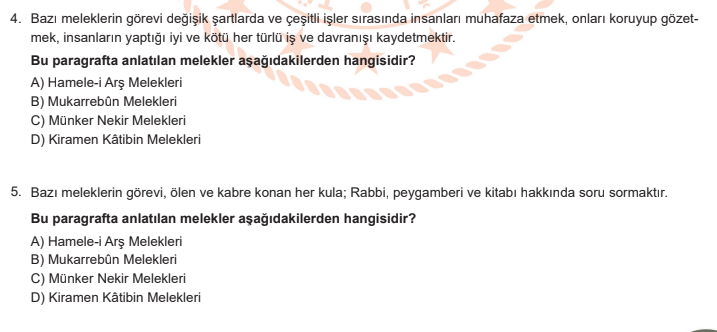 4. Bazı meleklerin görevi değişik şartlarda ve çeşitli işler sırasında insanları muhafaza etmek, onları koruyup gözet-
mek, insanların yaptığı iyi ve kötü her türlü iş ve davranışı kaydetmektir.
Bu paragrafta anlatılan melekler aşağıdakilerden hangisidir?
A) Hamele-i Arş Melekleri
B) Mukarrebûn Melekleri
C) Münker Nekir Melekleri
D) Kiramen Kâtibin Melekleri
5. Bazı meleklerin görevi, ölen ve kabre konan her kula; Rabbi, peygamberi ve kitabı hakkında soru sormaktır.
Bu paragrafta anlatılan melekler aşağıdakilerden hangisidir?
A) Hamele-i Arş Melekleri
B) Mukarrebûn Melekleri
C) Münker Nekir Melekleri
D) Kiramen Kâtibin Melekleri